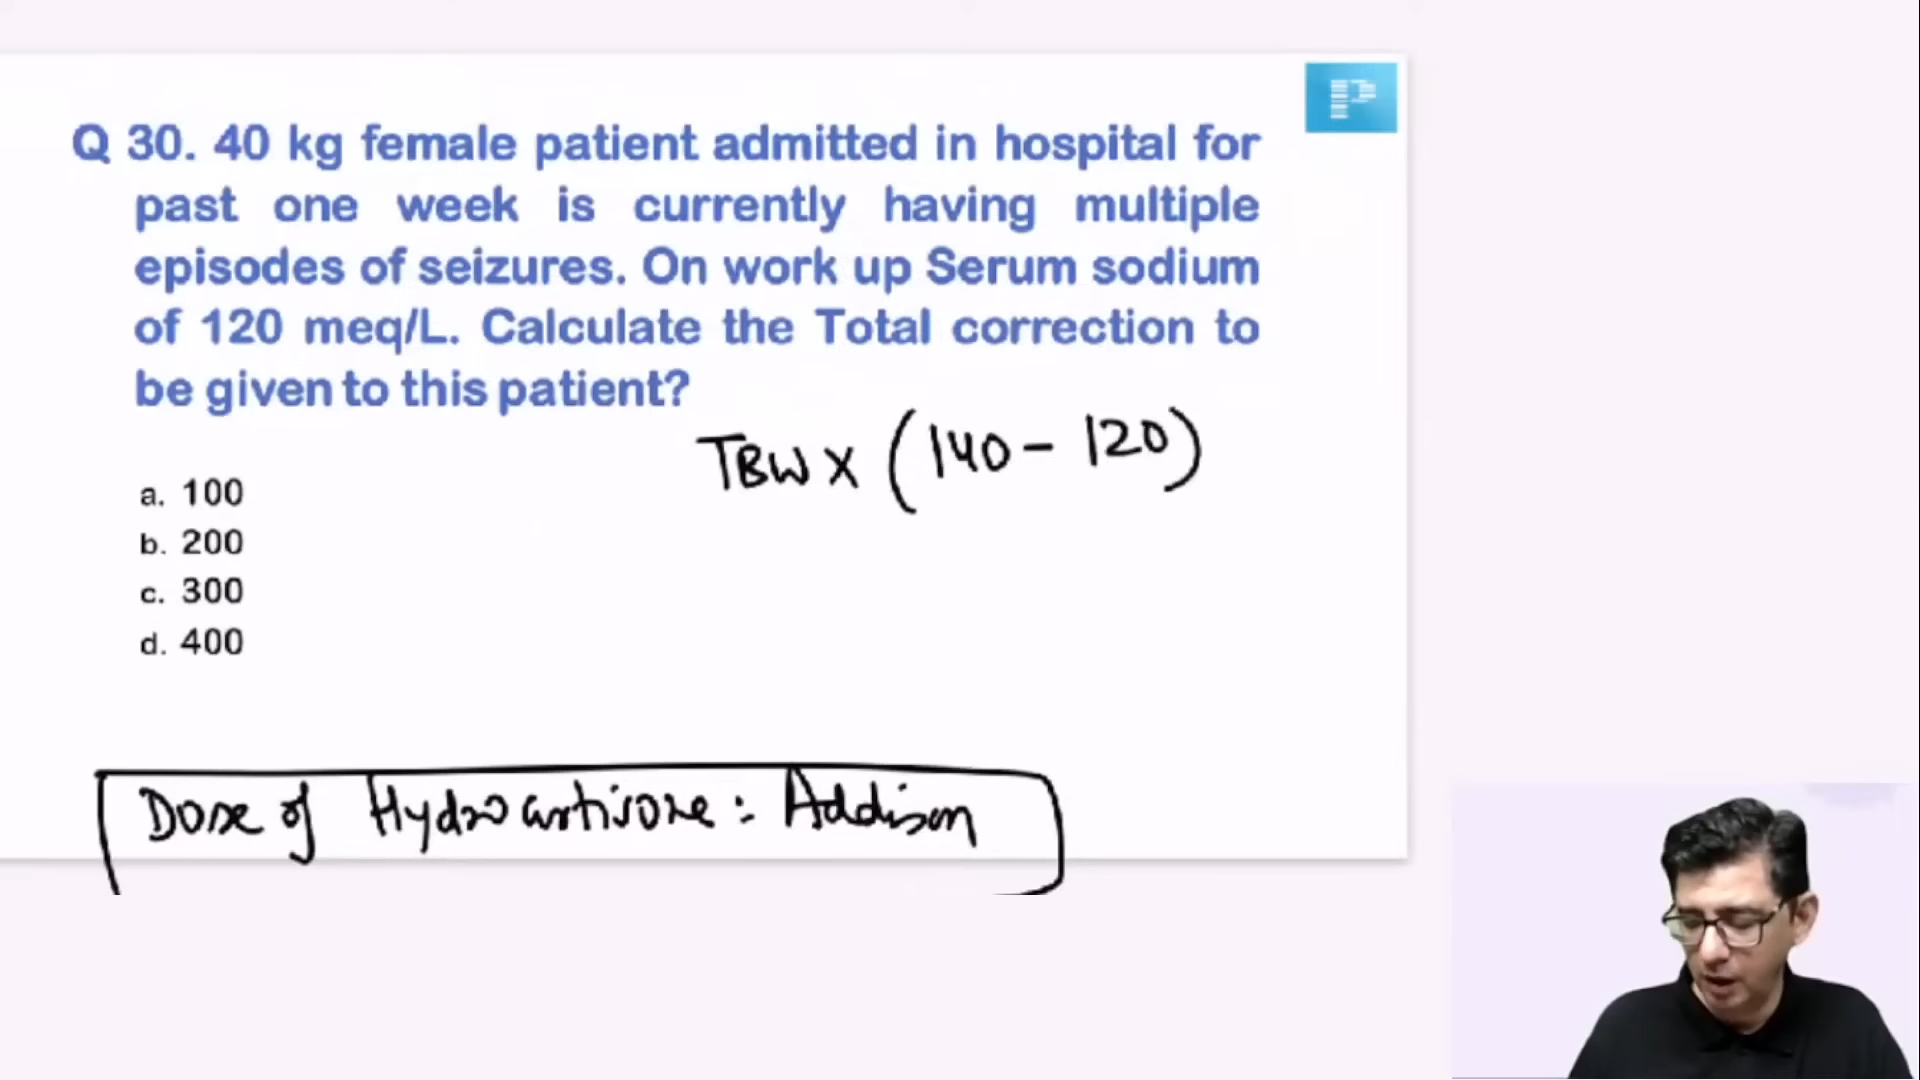 Q 30. 40 kg female patient admitted in hospital for
past one week is currently having multiple
episodes of seizures. On work up Serum sodium
of 120 meq/L. Calculate the Total correction to
be given to this patient?
TBW X (140 - 120)
a. 100
b. 200
c. 300
d. 400
Dose of Hydrocortisone : Addison
P